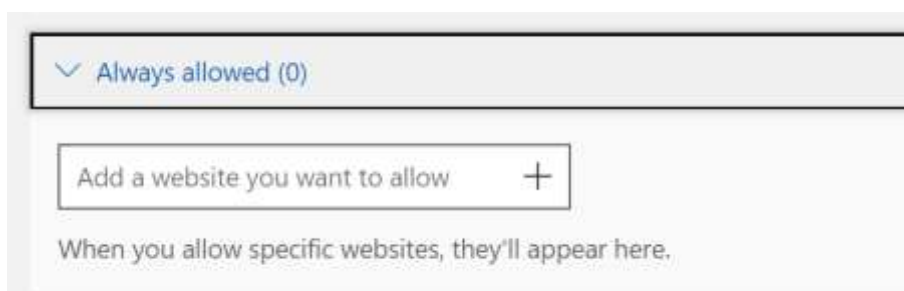 Always allowed (0)
Add a website you want to allow
When you allow specific websites, they'll appear here.